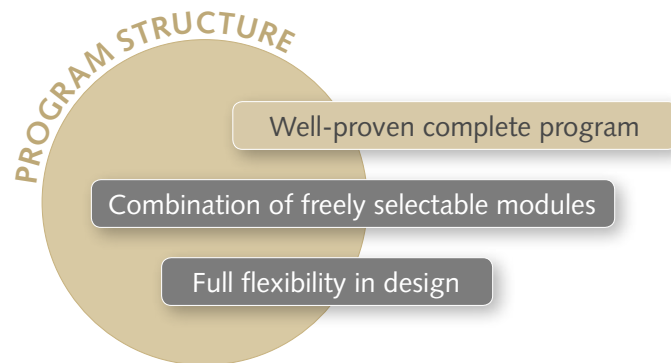 PROGRAM STRUCTURE
Well-proven complete program
Combination of freely selectable modules
Full flexibility in design